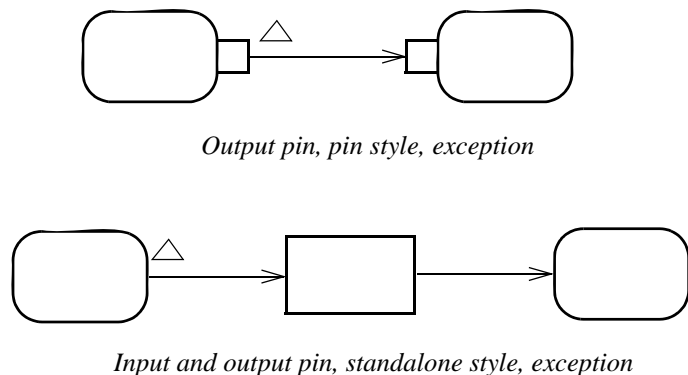 Output pin, pin style, exception
Input and output pin, standalone style, exception